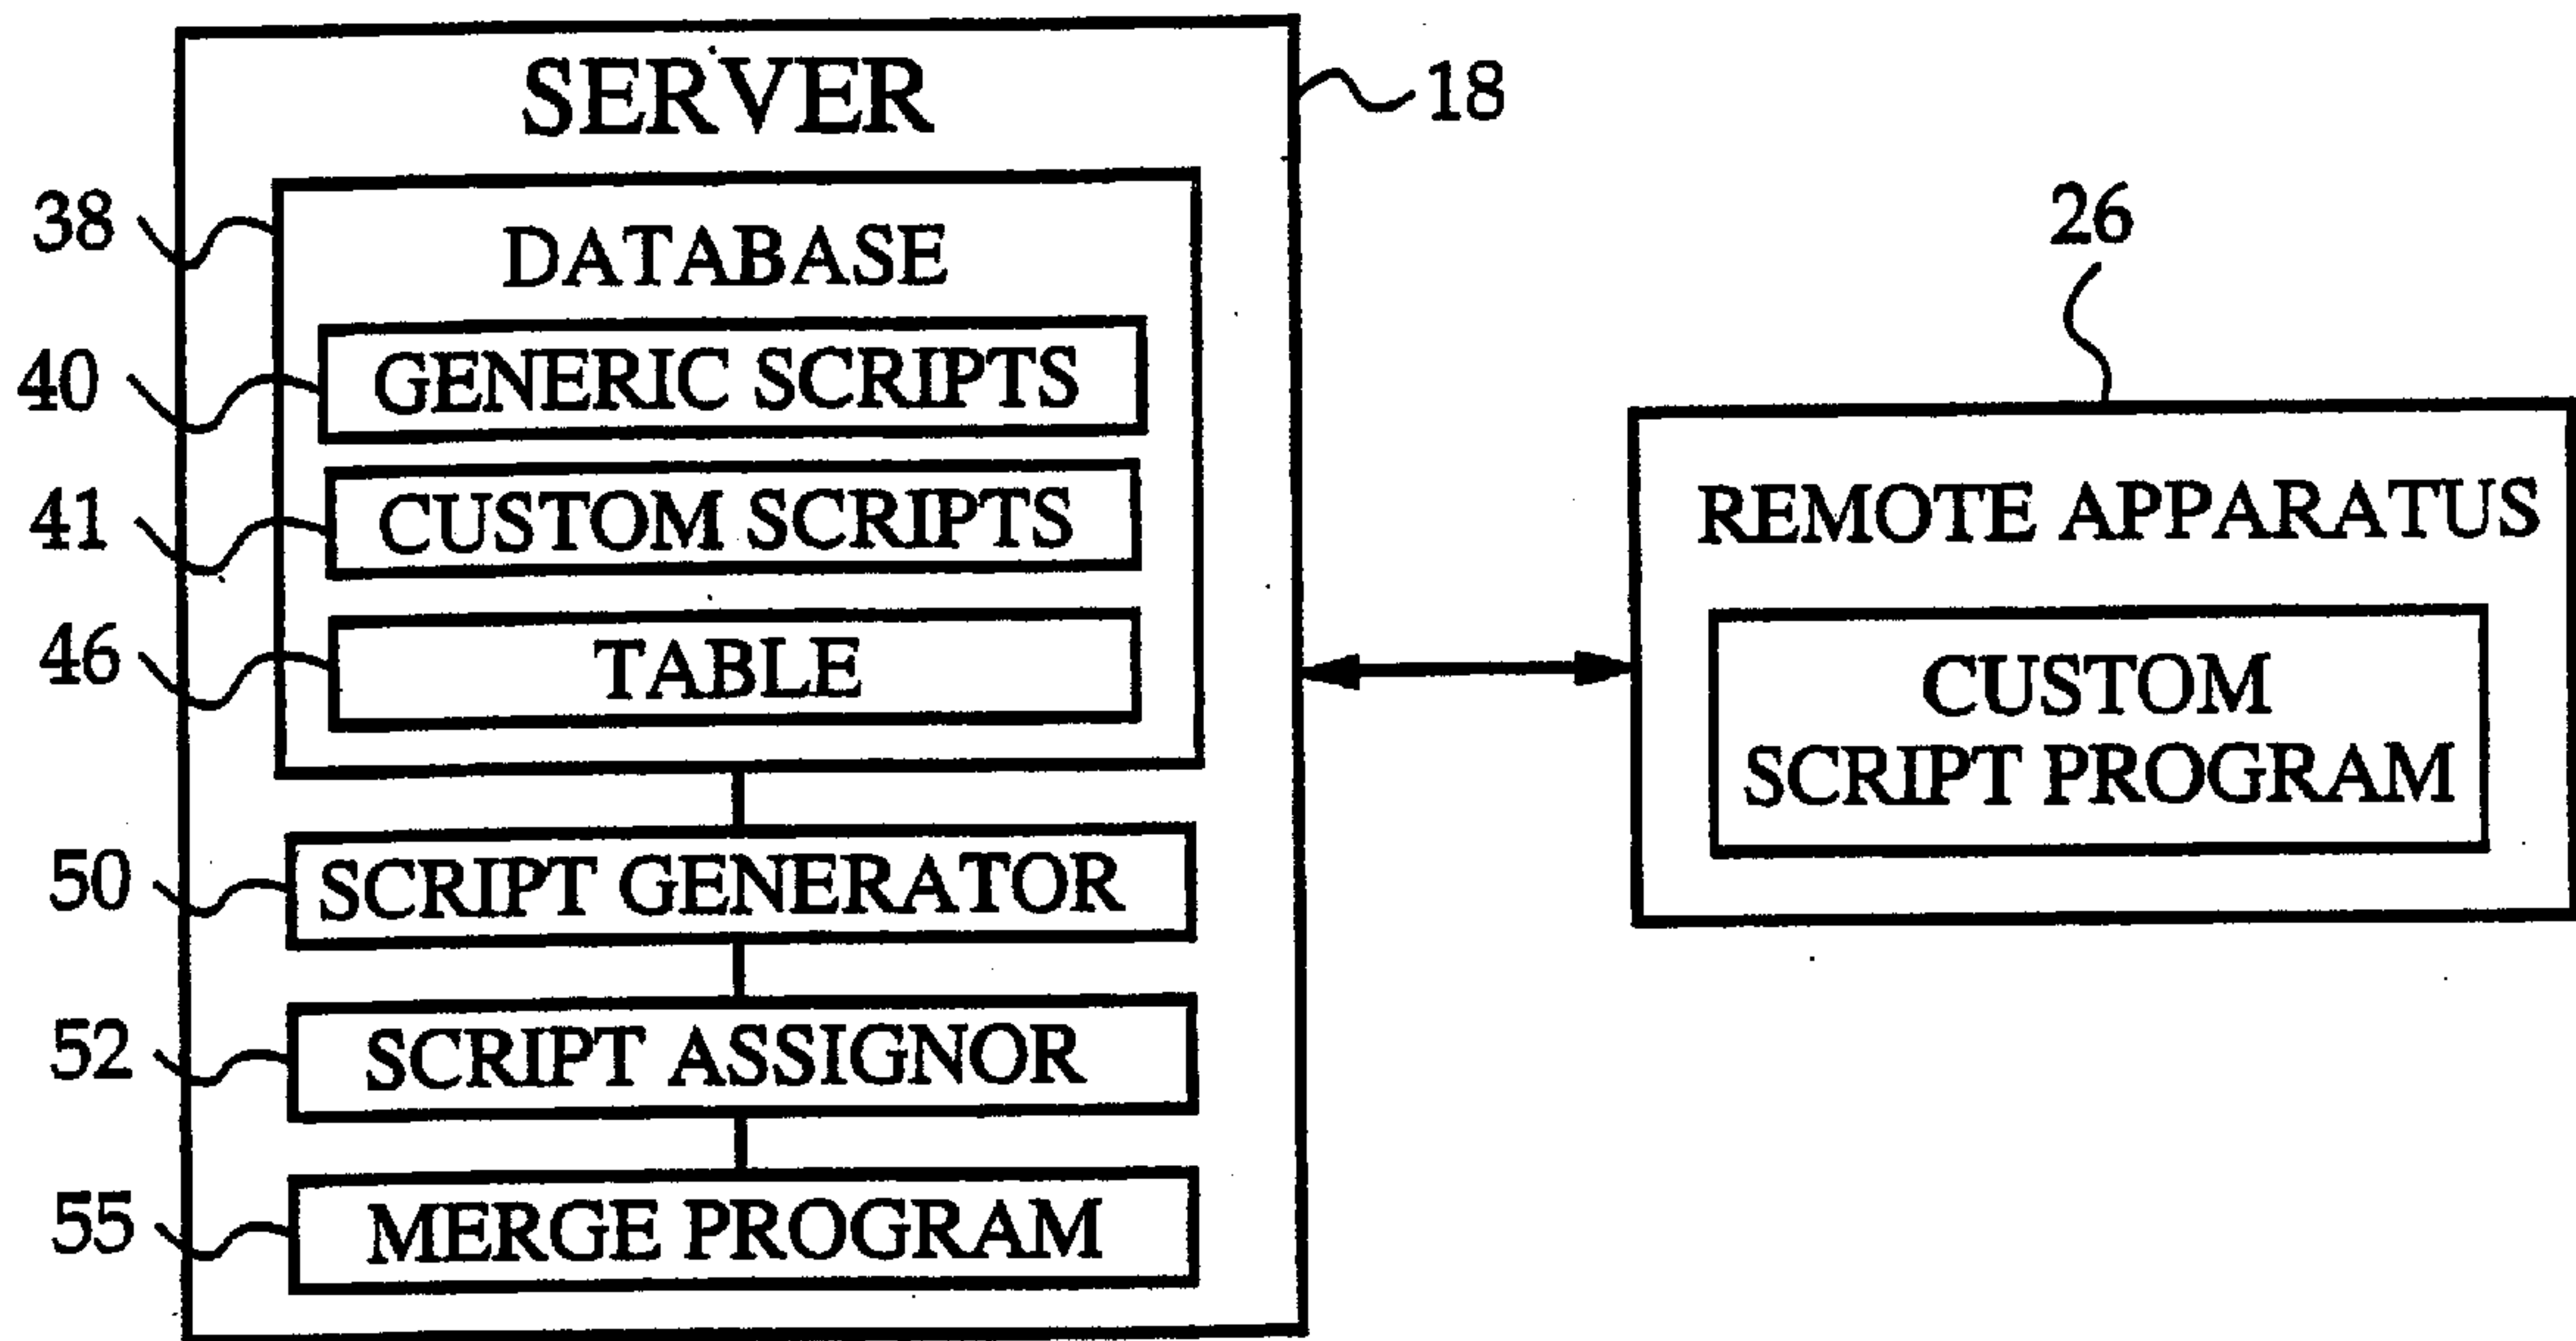 SERVER
18
38
DATABASE
40
GENERIC SCRIPTS
41
CUSTOM SCRIPTS
46
TABLE
50
SCRIPT GENERATOR
52
SCRIPT ASSIGNOR
55
MERGE PROGRAM
26
REMOTE APPARATUS
CUSTOM
SCRIPT PROGRAM